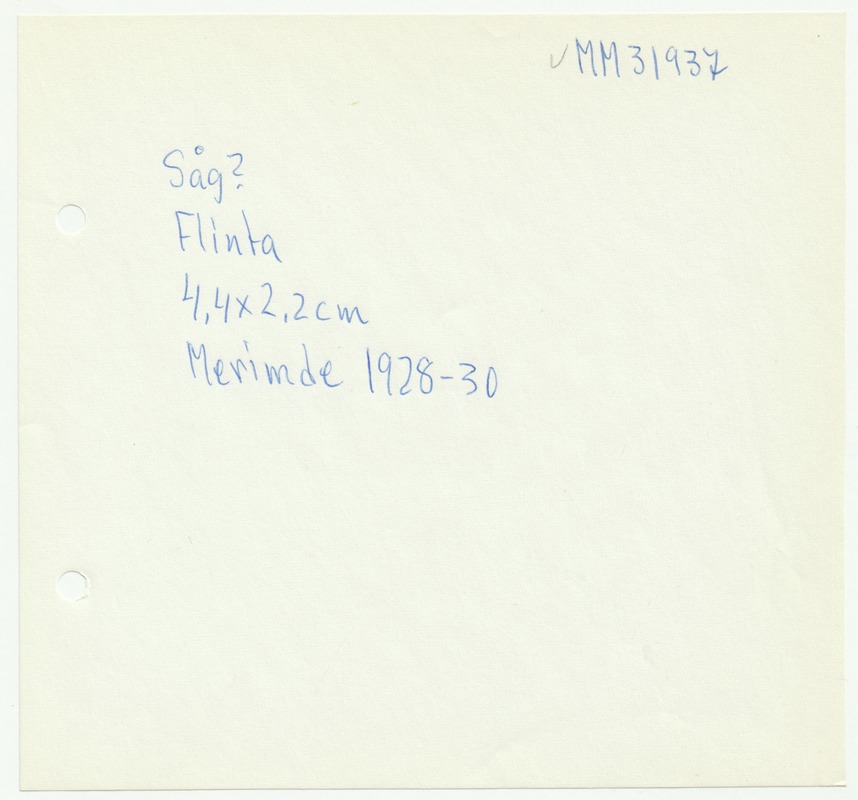 ✓MM31937
Såg?
Flinta
4,4x2,2cm
Merimde 1928-30